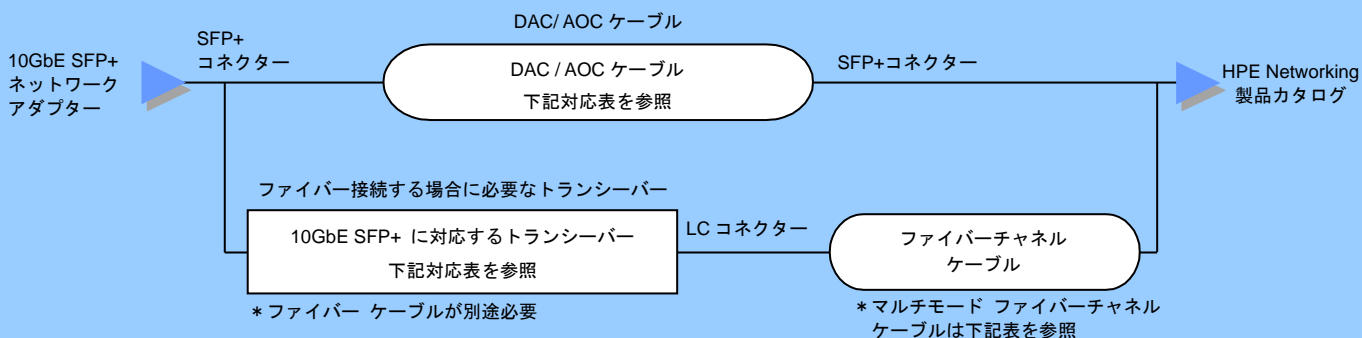 DAC/ AOC ケーブル
10GbE SFP+
ネットワーク
アダプター
SFP+
コネクター
DAC / AOC ケーブル
下記対応表を参照
SFP+コネクター
HPE Networking
製品カタログ
ファイバー接続する場合に必要なトランシーバー
10GbE SFP+ に対応するトランシーバー
下記対応表を参照
LC コネクター
ファイバーチャネル
ケーブル
＊ファイバー ケーブルが別途必要
＊マルチモード ファイバーチャネル
ケーブルは下記表を参照